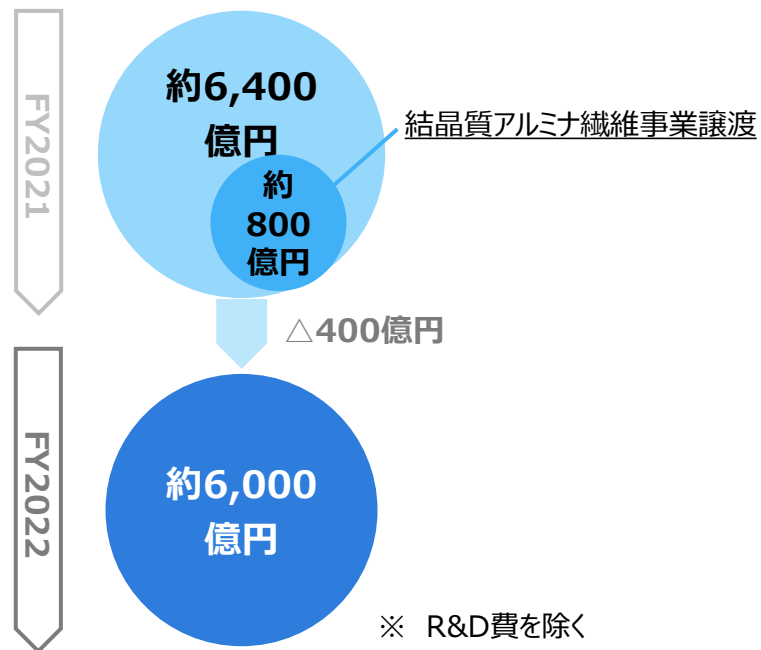 FY2021
約6,400
億円
結晶質アルミナ繊維事業譲渡
約
800
億円
△400億円
FY2022
約6,000
億円
※ R&D費を除く